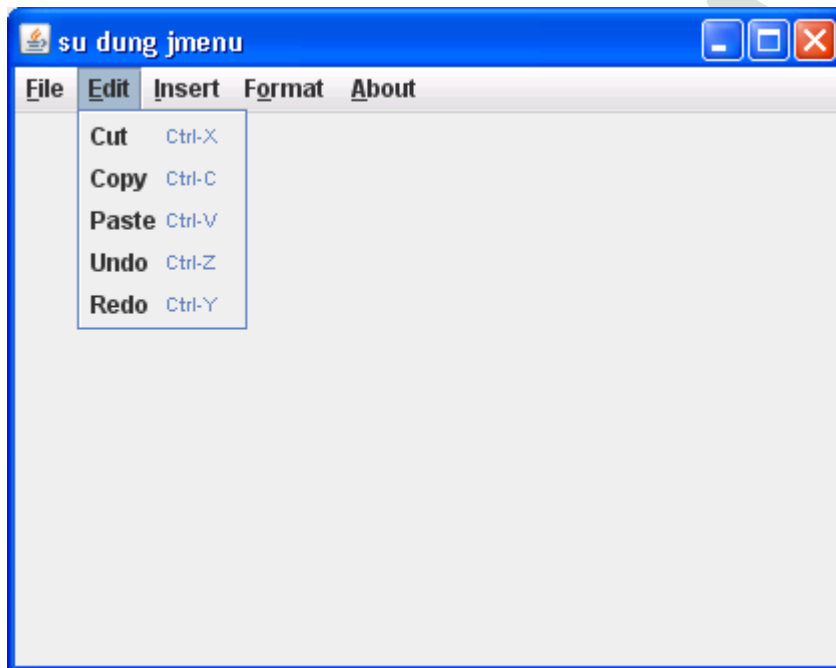 su dung jmenu
File Edit Insert Format About
Cut Ctrl-X
Copy Ctrl-C
Paste Ctrl-V
Undo Ctrl-Z
Redo Ctrl-Y